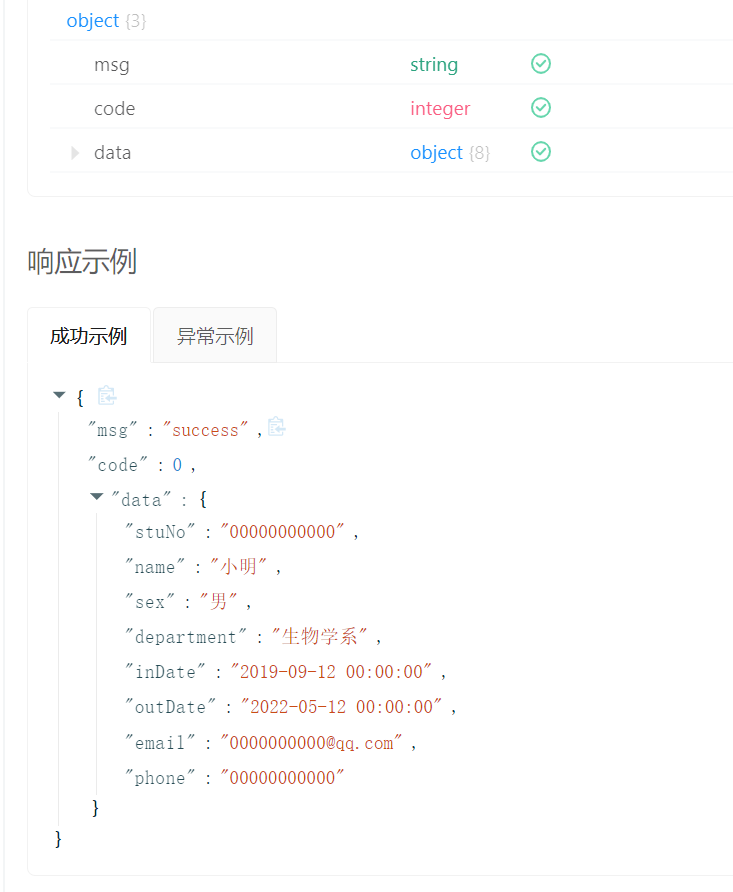 object {3}
msg string
code integer
data object {8}
响应示例
成功示例 异常示例
{
"msg" : "success" ,
"code" : 0 ,
"data" : {
"stuNo" : "00000000000" ,
"name" : "小明" ,
"sex" : "男" ,
"department" : "生物学系" ,
"inDate" : "2019-09-12 00:00:00" ,
"outDate" : "2022-05-12 00:00:00" ,
"email" : "0000000000@qq.com" ,
"phone" : "00000000000"
}
}